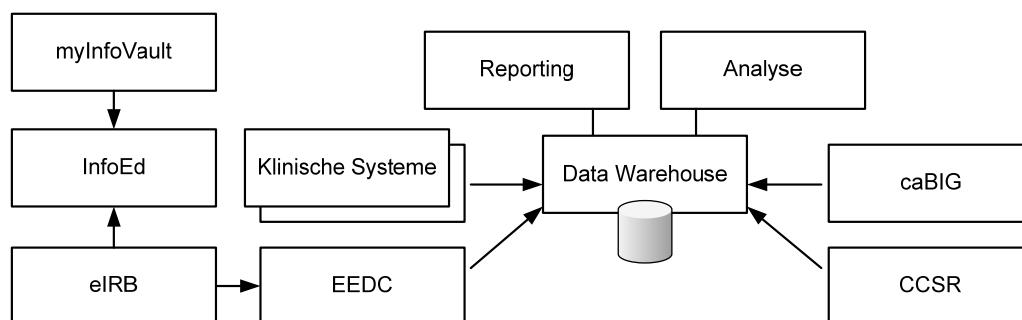 myInfoVault
Reporting
Analyse
InfoEd
Klinische Systeme
Data Warehouse
caBIG
eIRB
EEDC
CCSR